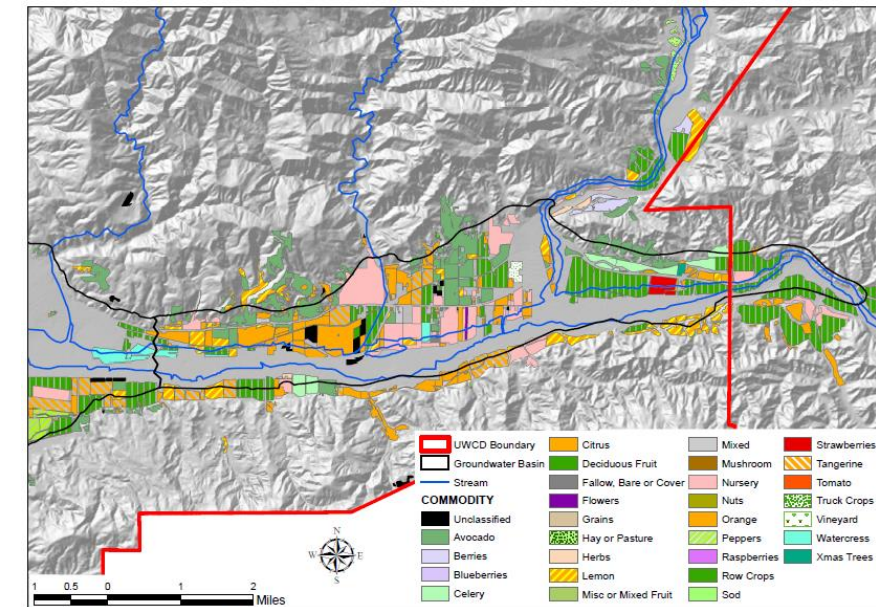 UWCD Boundary
Groundwater Basin
Stream
COMMODITY
Unclassified
Avocado
Berries
Blueberries
Celery
Citrus
Deciduous Fruit
Fallow, Bare or Cover
Flowers
Grains
Hay or Pasture
Herbs
Lemon
Misc or Mixed Fruit
Mixed
Mushroom
Nursery
Nuts
Orange
Peppers
Raspberries
Row Crops
Sod
Strawberries
Tangerine
Tomato
Truck Crops
Vineyard
Watercress
Xmas Trees
N
W E
S
1 0.5 0 1 2
Miles